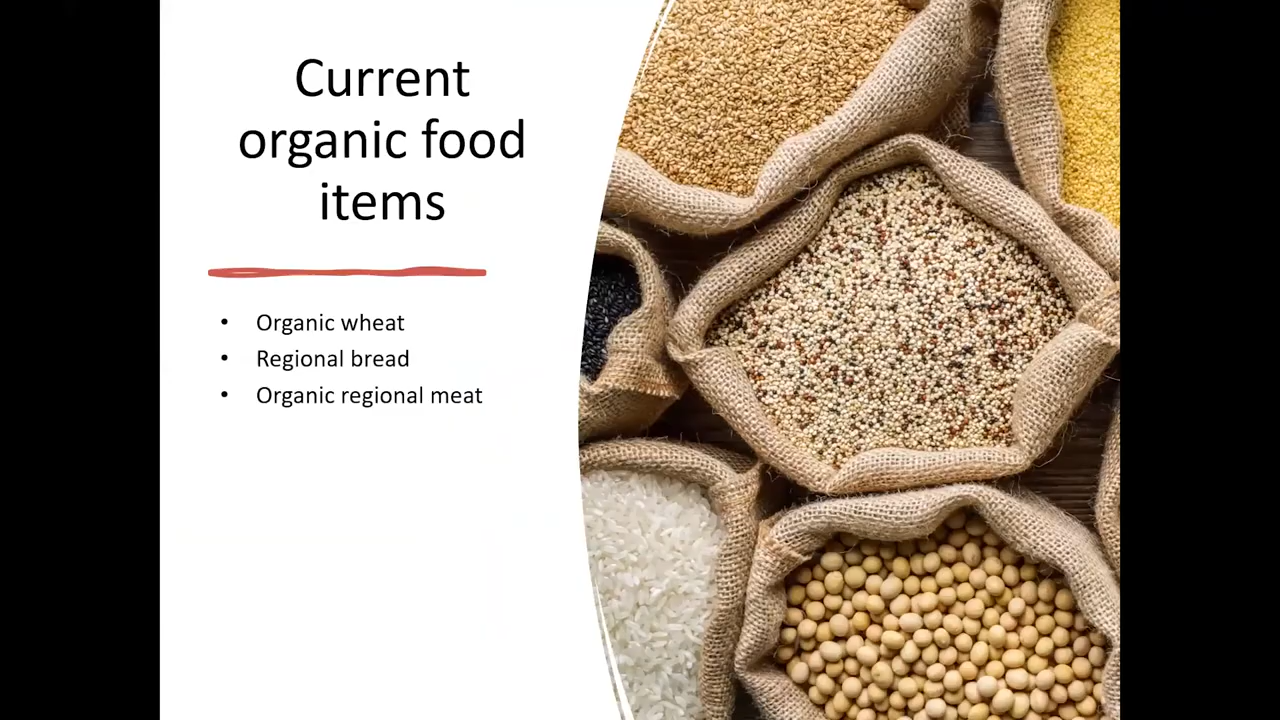 Current
organic food
items
• Organic wheat
• Regional bread
• Organic regional meat